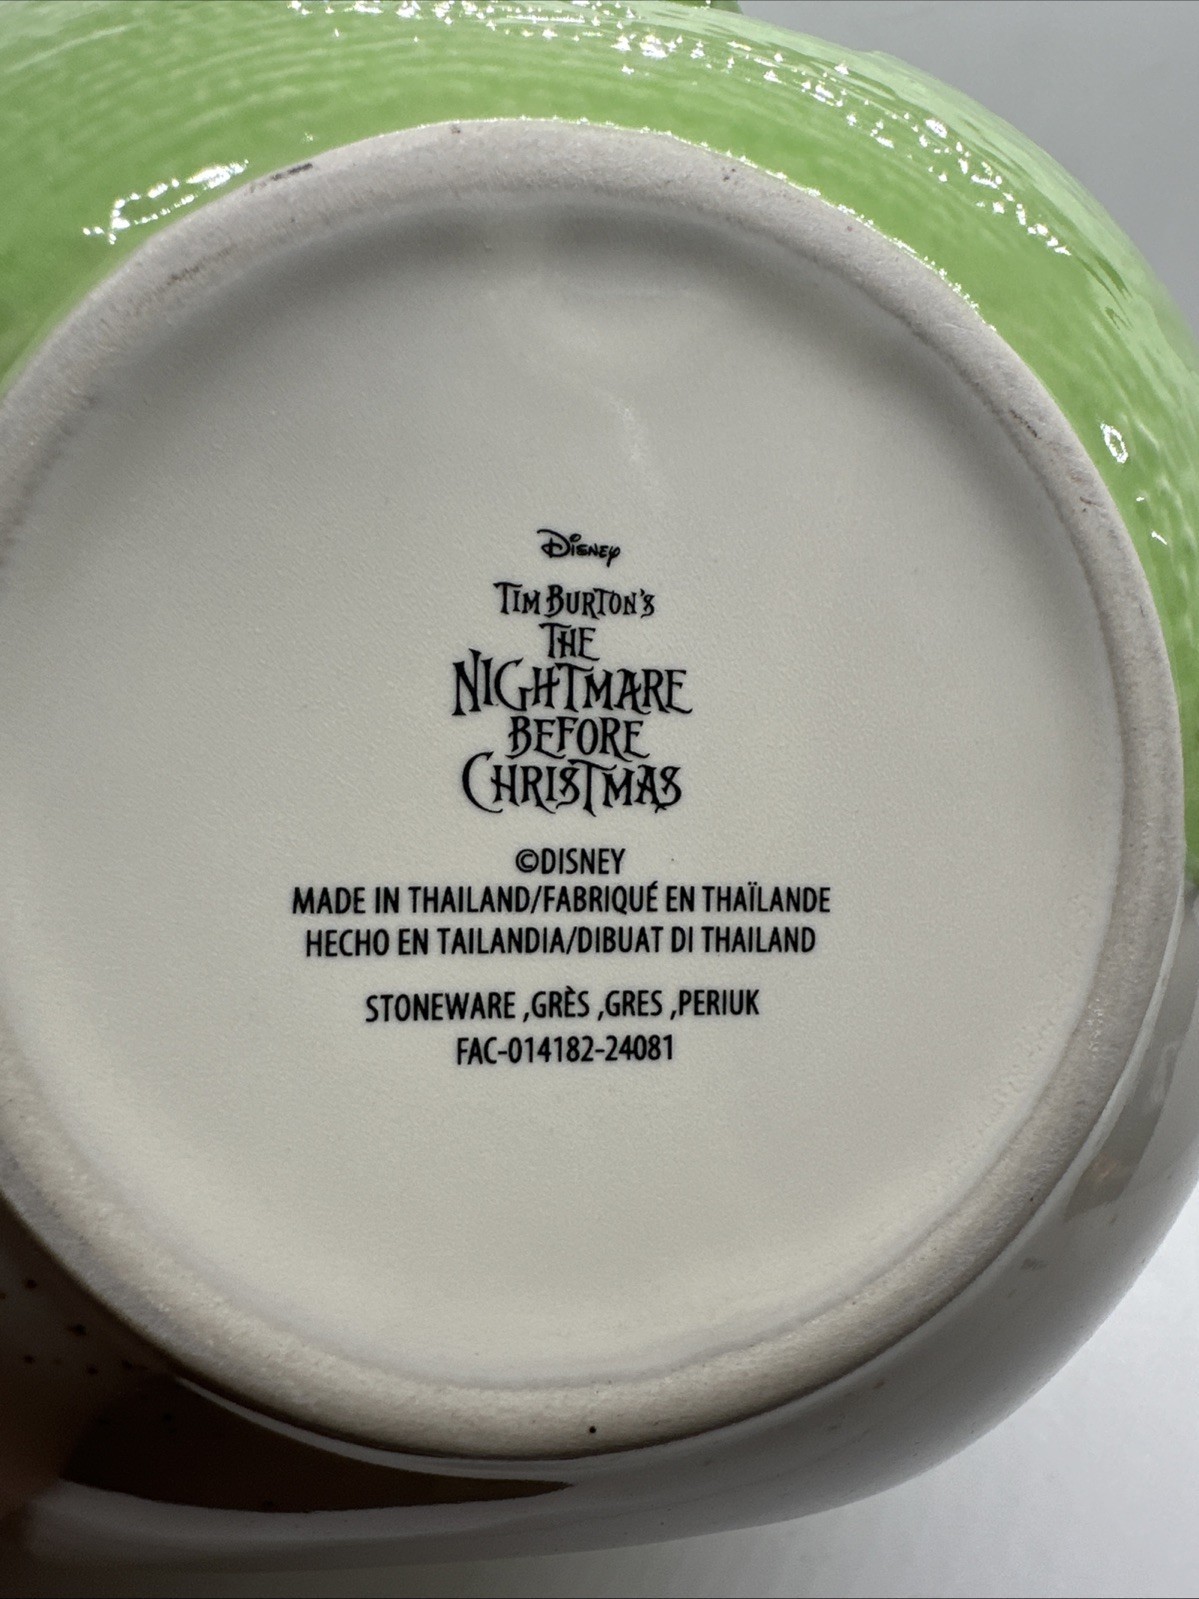 Disney
TIM BURTON'S
THE
NIGHTMARE
BEFORE
CHRISTMAS
©DISNEY
MADE IN THAILAND/FABRIQUÉ EN THAÏLANDE
HECHO EN TAILANDIA/DIBUAT DI THAILAND
STONEWARE ,GRÈS ,GRES ,PERIUK
FAC-014182-24081